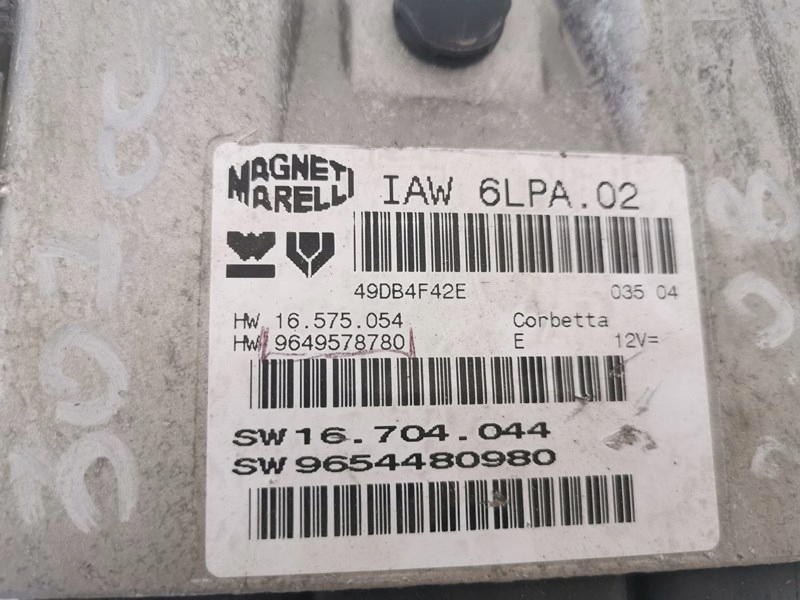 MAGNETI
MARELLI
IAW 6LPA.02
49DB4F42E 035 04
HW 16.575.054 Corbetta
HW 9649578780 E 12V=
SW 16.704.044
SW 9654480980